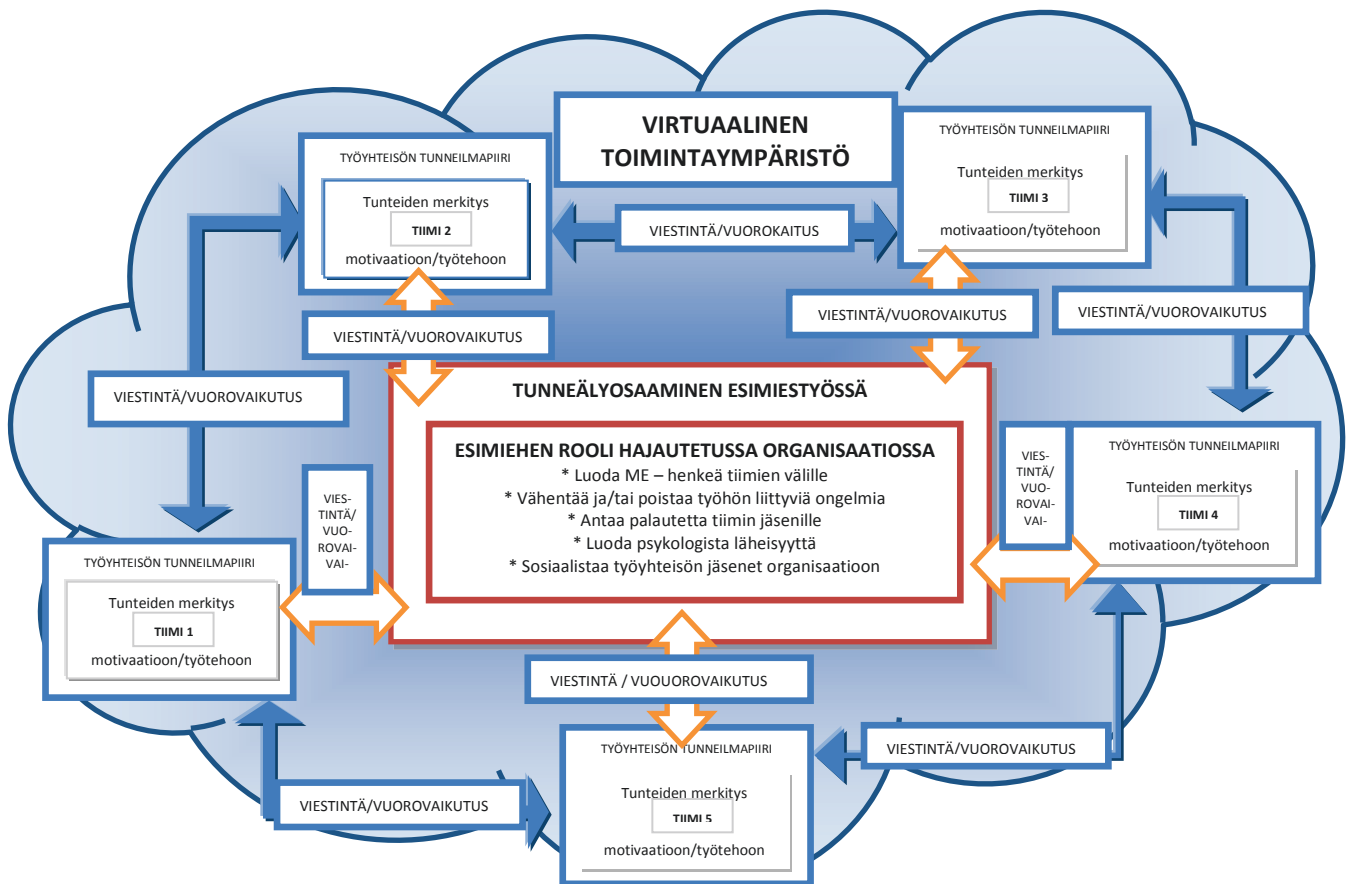 VIRTUAALINEN
TOIMINTAYMPÄRISTÖ
TYÖYHTEISÖN TUNNEILMAPIIRI
Tunteiden merkitys
TIIMI 2
motivaatioon/työtehoon
TYÖYHTEISÖN TUNNEILMAPIIRI
Tunteiden merkitys
TIIMI 3
motivaatioon/työtehoon
VIESTINTÄ/VUOROKAITUS
VIESTINTÄ/VUOROVAIKUTUS
VIESTINTÄ/VUOROVAIKUTUS
VIESTINTÄ/VUOROVAIKUTUS
VIESTINTÄ/VUOROVAIKUTUS
TUNNEÄLYOSAAMINEN ESIMIESTYÖSSÄ
ESIMIEHEN ROOLI HAJAUTETUSSA ORGANISAATIOSSA
* Luoda ME – henkeä tiimien välille
* Vähentää ja/tai poistaa työhön liittyviä ongelmia
* Antaa palautetta tiimin jäsenille
* Luoda psykologista läheisyyttä
* Sosiaalistaa työyhteisön jäsenet organisaatioon
VIES-
TINTÄ/
VUO-
ROVAI-
VAI-
VIES-
TINTÄ/
VUO-
ROVAI-
VAI-
TYÖYHTEISÖN TUNNEILMAPIIRI
Tunteiden merkitys
TIIMI 4
motivaatioon/työtehoon
TYÖYHTEISÖN TUNNEILMAPIIRI
Tunteiden merkitys
TIIMI 1
motivaatioon/työtehoon
VIESTINTÄ / VUOUOROVAIKUTUS
VIESTINTÄ/VUOROVAIKUTUS
VIESTINTÄ/VUOROVAIKUTUS
TYÖYHTEISÖN TUNNEILMAPIIRI
Tunteiden merkitys
TIIMI 5
motivaatioon/työtehoon